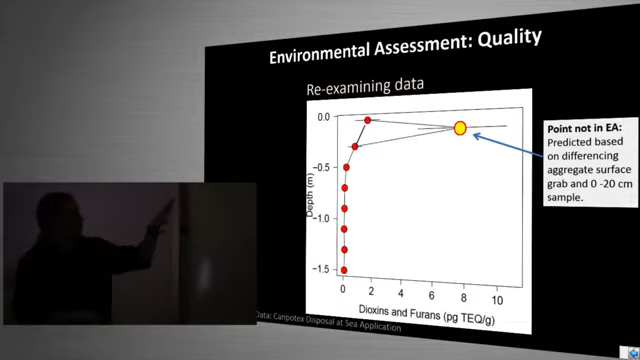 Environmental Assessment: Quality
Re-examining data
0.0
−0.5
−1.0
−1.5
Depth (m)
0 2 4 6 8 10
Dioxins and Furans (pg TEQ/g)
Point not in EA:
Predicted based
on differencing
aggregate surface
grab and 0 -20 cm
sample.
Data: Canpotex Disposal at Sea Application